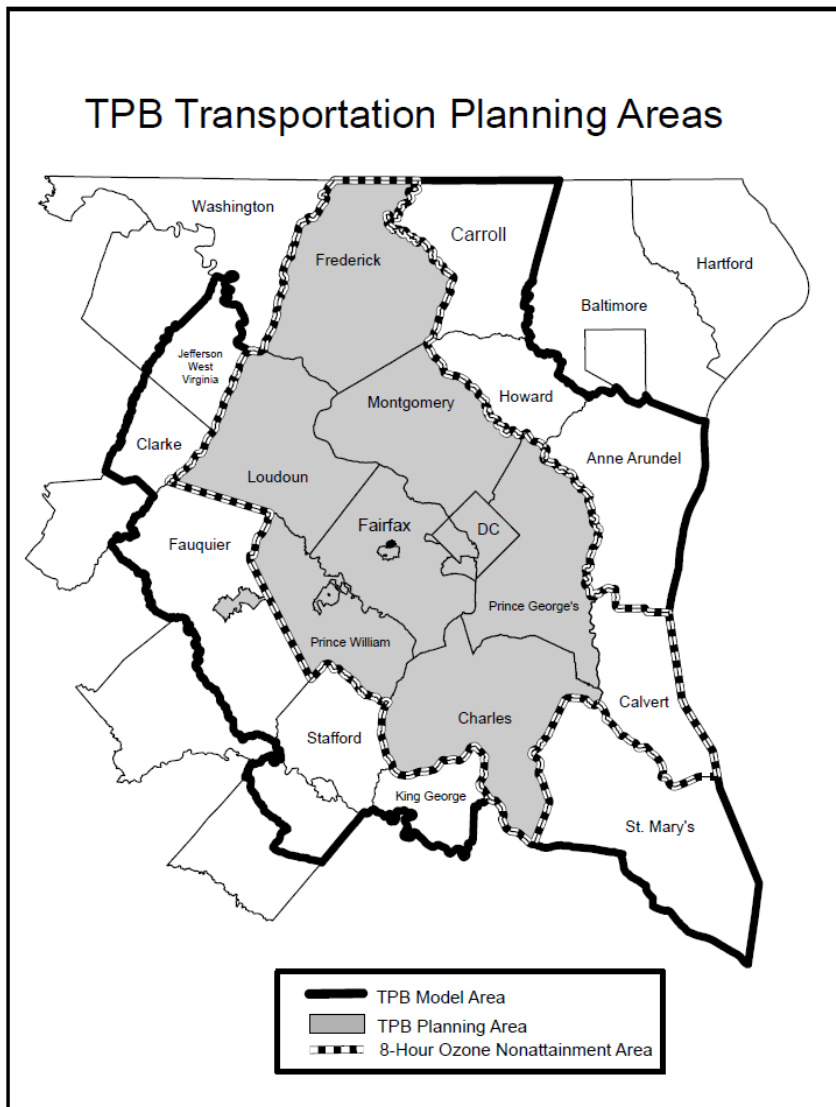 TPB Transportation Planning Areas
Washington
Carroll
Frederick
Hartford
Baltimore
Jefferson
West
Virginia
Howard
Montgomery
Clarke
Anne Arundel
Loudoun
Fairfax
DC
Fauquier
Prince George's
Prince William
Calvert
Charles
Stafford
King George
St. Mary's
TPB Model Area
TPB Planning Area
8-Hour Ozone Nonattainment Area